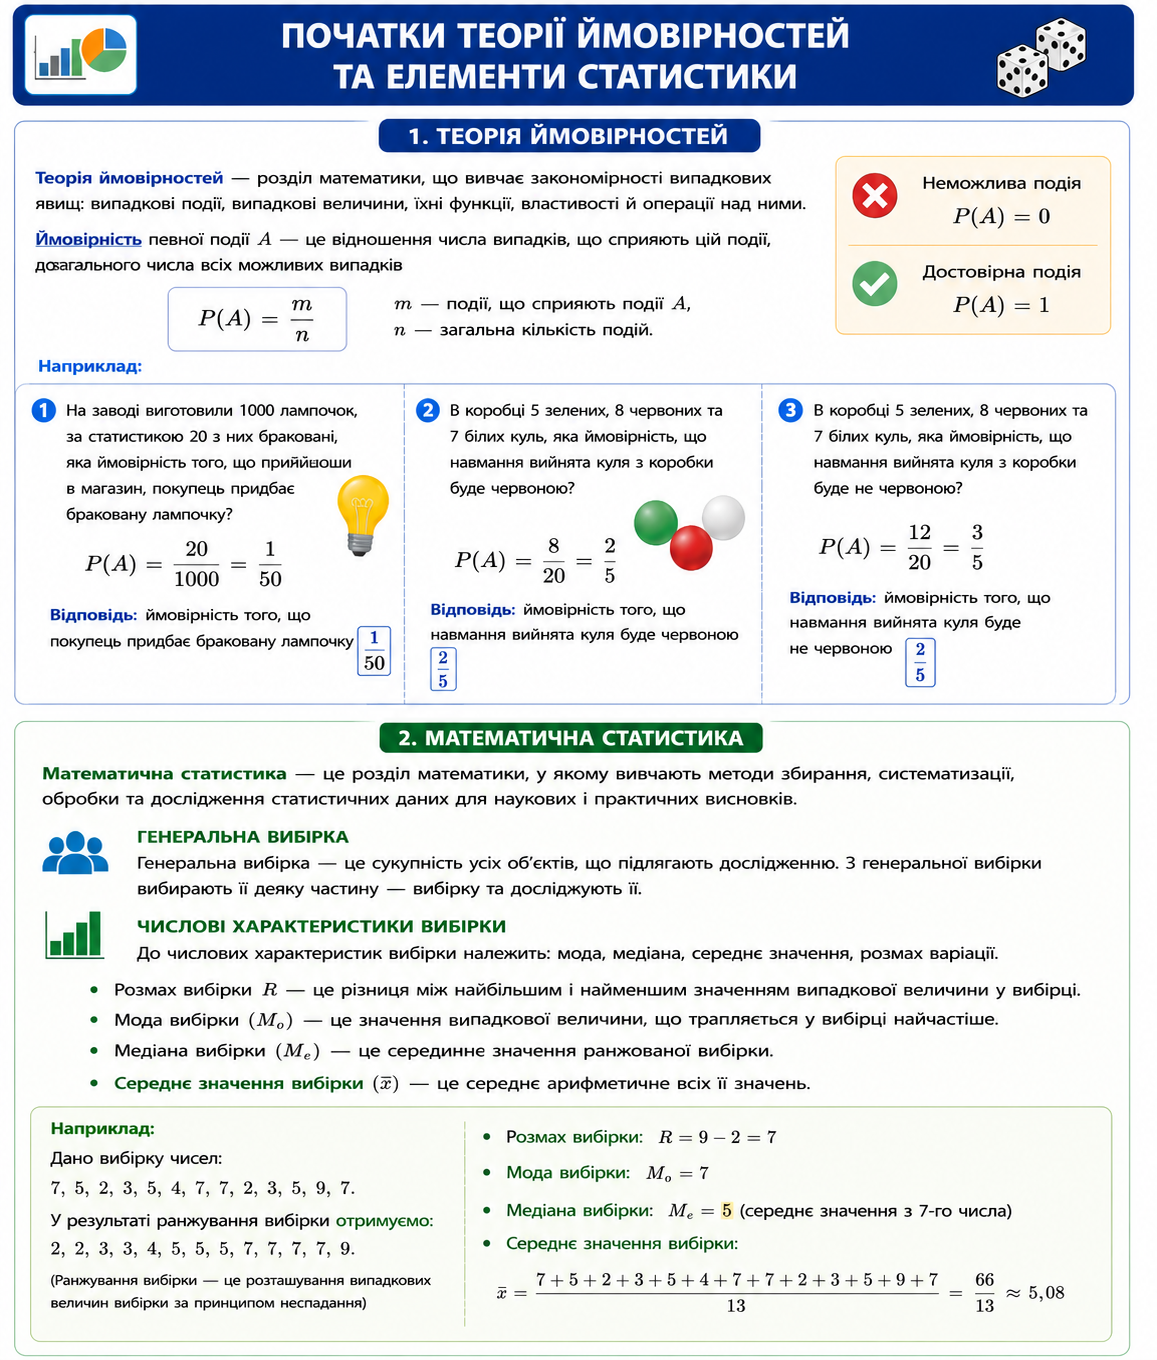 ПОЧАТКИ ТЕОРІЇ ЙМОВІРНОСТЕЙ
ТА ЕЛЕМЕНТИ СТАТИСТИКИ
1. ТЕОРІЯ ЙМОВІРНОСТЕЙ
Теорія ймовірностей — розділ математики, що вивчає закономірності випадкових
явищ: випадкові події, випадкові величини, їхні функції, властивості й операції над ними.
Ймовірність певної події A — це відношення числа випадків, що сприяють цій події,
числа всіх можливих випадків
P(A) = m/n
m — події, що сприяють події A,
n — загальна кількість подій.
Неможлива подія
P(A) = 0
Достовірна подія
P(A) = 1
Наприклад:
1 На заводі виготовили 1000 лампочок,
за статистикою 20 з них браковані,
яка ймовірність того, що
в магазин, покупець придбає
браковану лампочку?
P(A) = 20/1000 = 1/50
Відповідь: ймовірність того, що
покупець придбає браковану лампочку 1/50
2 В коробці 5 зелених, 8 червоних та
7 білих куль, яка ймовірність, що
навмання вийнята куля з коробки
буде червоною?
P(A) = 8/20 = 2/5
Відповідь: ймовірність того, що
навмання вийнята куля буде червоною
2/5
3 В коробці 5 зелених, 8 червоних та
7 білих куль, яка ймовірність, що
навмання вийнята куля з коробки
буде не червоною?
P(A) = 12/20 = 3/5
Відповідь: ймовірність того, що
навмання вийнята куля буде
не червоною 2/5
2. МАТЕМАТИЧНА СТАТИСТИКА
Математична статистика — це розділ математики, у якому вивчають методи збирання, систематизації,
обробки та дослідження статистичних даних для наукових і практичних висновків.
ГЕНЕРАЛЬНА ВИБІРКА
Генеральна вибірка — це сукупність усіх об’єктів, що підлягають дослідженню. З генеральної вибірки
вибирають її деяку частину — вибірку та досліджують її.
ЧИСЛОВІ ХАРАКТЕРИСТИКИ ВИБІРКИ
До числових характеристик вибірки належить: мода, медіана, середнє значення, розмах варіації.
• Розмах вибірки R — це різниця між найбільшим і найменшим значенням випадкової величини у вибірці.
• Мода вибірки (Mₒ) — це значення випадкової величини, що трапляється у вибірці найчастіше.
• Медіана вибірки (Mₑ) — це серединне значення ранжованої вибірки.
• Середнє значення вибірки (x̄) — це середнє арифметичне всіх її значень.
Наприклад:
Дано вибірку чисел:
7, 5, 2, 3, 5, 4, 7, 7, 2, 3, 5, 9, 7.
У результаті ранжування вибірки отримуємо:
2, 2, 3, 3, 4, 5, 5, 5, 7, 7, 7, 7, 9.
(Ранжування вибірки — це розташування випадкових
величин вибірки за принципом неспадання)
• Розмах вибірки: R = 9 − 2 = 7
• Мода вибірки: Mₒ = 7
• Медіана вибірки: Mₑ = 5 (середнє значення з 7-го числа)
• Середнє значення вибірки:
x̄ = (7 + 5 + 2 + 3 + 5 + 4 + 7 + 7 + 2 + 3 + 5 + 9 + 7)/13 = 66/13 ≈ 5,08